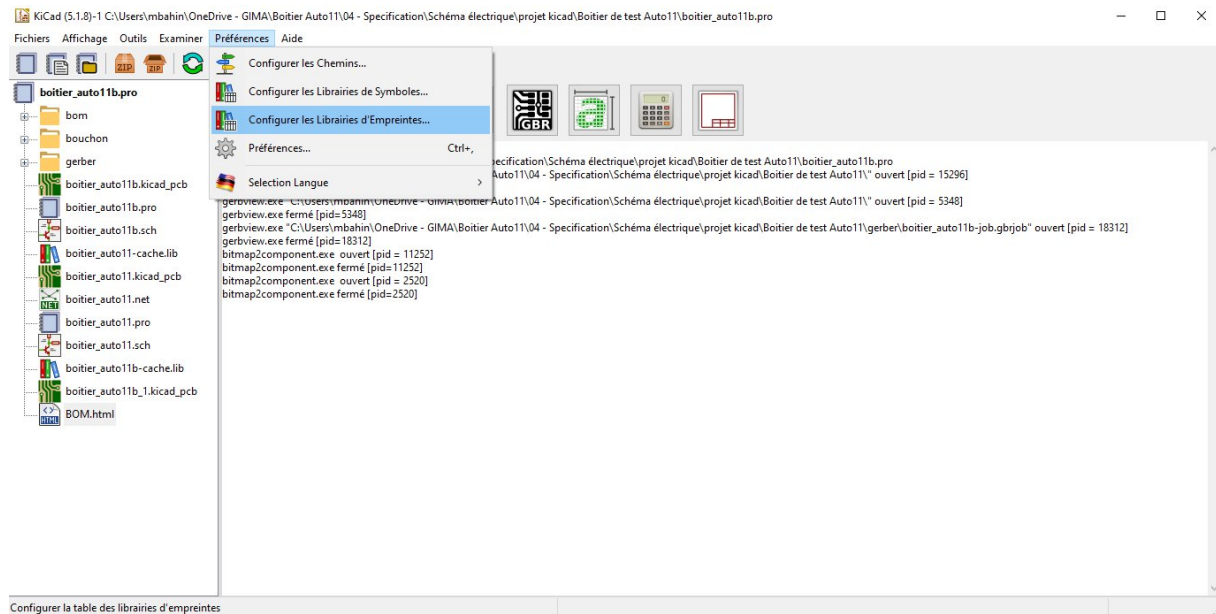 KiCad (5.1.8)-1 C:\Users\mbahin\OneDrive - GIMA\Boitier Auto11\04 - Specification\Schéma électrique\projet kicad\Boitier de test Auto11\boitier_auto11b.pro
Fichiers Affichage Outils Examiner Préférences Aide
ZIP ZIP
Configurer les Chemins...
Configurer les Librairies de Symboles...
Configurer les Librairies d'Empreintes...
Préférences... Ctrl+,
Selection Langue
GBR
boitier_auto11b.pro
bom
bouchon
gerber
boitier_auto11b.kicad_pcb
boitier_auto11b.pro
boitier_auto11b.sch
boitier_auto11-cache.lib
boitier_auto11.kicad_pcb
NET boitier_auto11.net
boitier_auto11.pro
boitier_auto11.sch
boitier_auto11b-cache.lib
boitier_auto11b_1.kicad_pcb
HTML BOM.html
pecification\Schéma électrique\projet kicad\Boitier de test Auto11\boitier_auto11b.pro
Auto11\04 - Specification\Schéma électrique\projet kicad\Boitier de test Auto11\" ouvert [pid = 15296]
gerbview.exe "C:\Users\mbahin\OneDrive - GIMA\Boitier Auto11\04 - Specification\Schéma électrique\projet kicad\Boitier de test Auto11\" ouvert [pid = 5348]
gerbview.exe fermé [pid=5348]
gerbview.exe "C:\Users\mbahin\OneDrive - GIMA\Boitier Auto11\04 - Specification\Schéma électrique\projet kicad\Boitier de test Auto11\gerber\boitier_auto11b-job.gbrjob" ouvert [pid = 18312]
gerbview.exe fermé [pid=18312]
bitmap2component.exe ouvert [pid = 11252]
bitmap2component.exe fermé [pid=11252]
bitmap2component.exe ouvert [pid = 2520]
bitmap2component.exe fermé [pid=2520]
Configurer la table des librairies d'empreintes